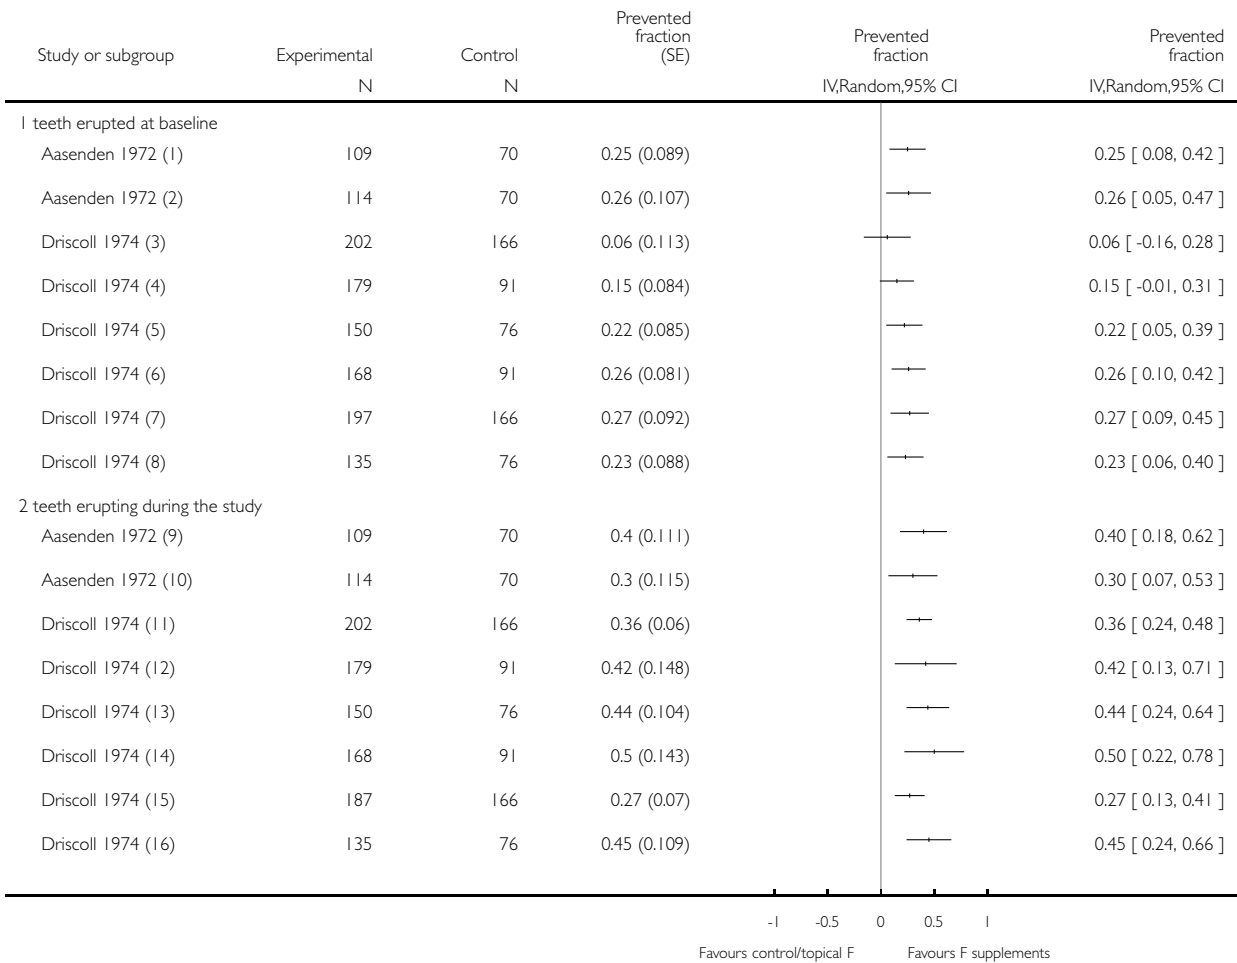 Study or subgroup Experimental Control Prevented fraction (SE) Prevented fraction Prevented fraction
N N IV,Random,95% CI IV,Random,95% CI
1 teeth erupted at baseline
Aasenden 1972 (1) 109 70 0.25 (0.089) 0.25 [ 0.08, 0.42 ]
Aasenden 1972 (2) 114 70 0.26 (0.107) 0.26 [ 0.05, 0.47 ]
Driscoll 1974 (3) 202 166 0.06 (0.113) 0.06 [ -0.16, 0.28 ]
Driscoll 1974 (4) 179 91 0.15 (0.084) 0.15 [ -0.01, 0.31 ]
Driscoll 1974 (5) 150 76 0.22 (0.085) 0.22 [ 0.05, 0.39 ]
Driscoll 1974 (6) 168 91 0.26 (0.081) 0.26 [ 0.10, 0.42 ]
Driscoll 1974 (7) 197 166 0.27 (0.092) 0.27 [ 0.09, 0.45 ]
Driscoll 1974 (8) 135 76 0.23 (0.088) 0.23 [ 0.06, 0.40 ]
2 teeth erupting during the study
Aasenden 1972 (9) 109 70 0.4 (0.111) 0.40 [ 0.18, 0.62 ]
Aasenden 1972 (10) 114 70 0.3 (0.115) 0.30 [ 0.07, 0.53 ]
Driscoll 1974 (11) 202 166 0.36 (0.06) 0.36 [ 0.24, 0.48 ]
Driscoll 1974 (12) 179 91 0.42 (0.148) 0.42 [ 0.13, 0.71 ]
Driscoll 1974 (13) 150 76 0.44 (0.104) 0.44 [ 0.24, 0.64 ]
Driscoll 1974 (14) 168 91 0.5 (0.143) 0.50 [ 0.22, 0.78 ]
Driscoll 1974 (15) 187 166 0.27 (0.07) 0.27 [ 0.13, 0.41 ]
Driscoll 1974 (16) 135 76 0.45 (0.109) 0.45 [ 0.24, 0.66 ]
-1 -0.5 0 0.5 1
Favours control/topical F Favours F supplements